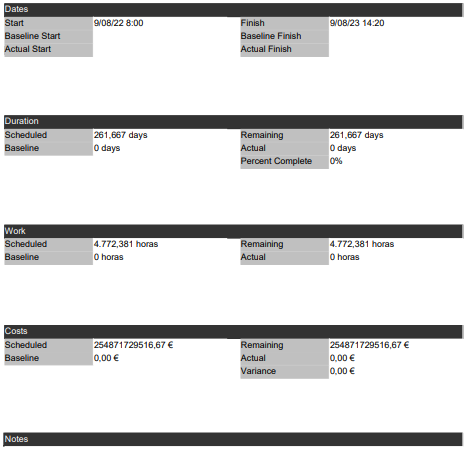 Dates
Start 9/08/22 8:00 Finish 9/08/23 14:20
Baseline Start Baseline Finish
Actual Start Actual Finish
Duration
Scheduled 261,667 days Remaining 261,667 days
Baseline 0 days Actual 0 days
Percent Complete 0%
Work
Scheduled 4.772,381 horas Remaining 4.772,381 horas
Baseline 0 horas Actual 0 horas
Costs
Scheduled 254871729516,67 € Remaining 254871729516,67 €
Baseline 0,00 € Actual 0,00 €
Variance 0,00 €
Notes